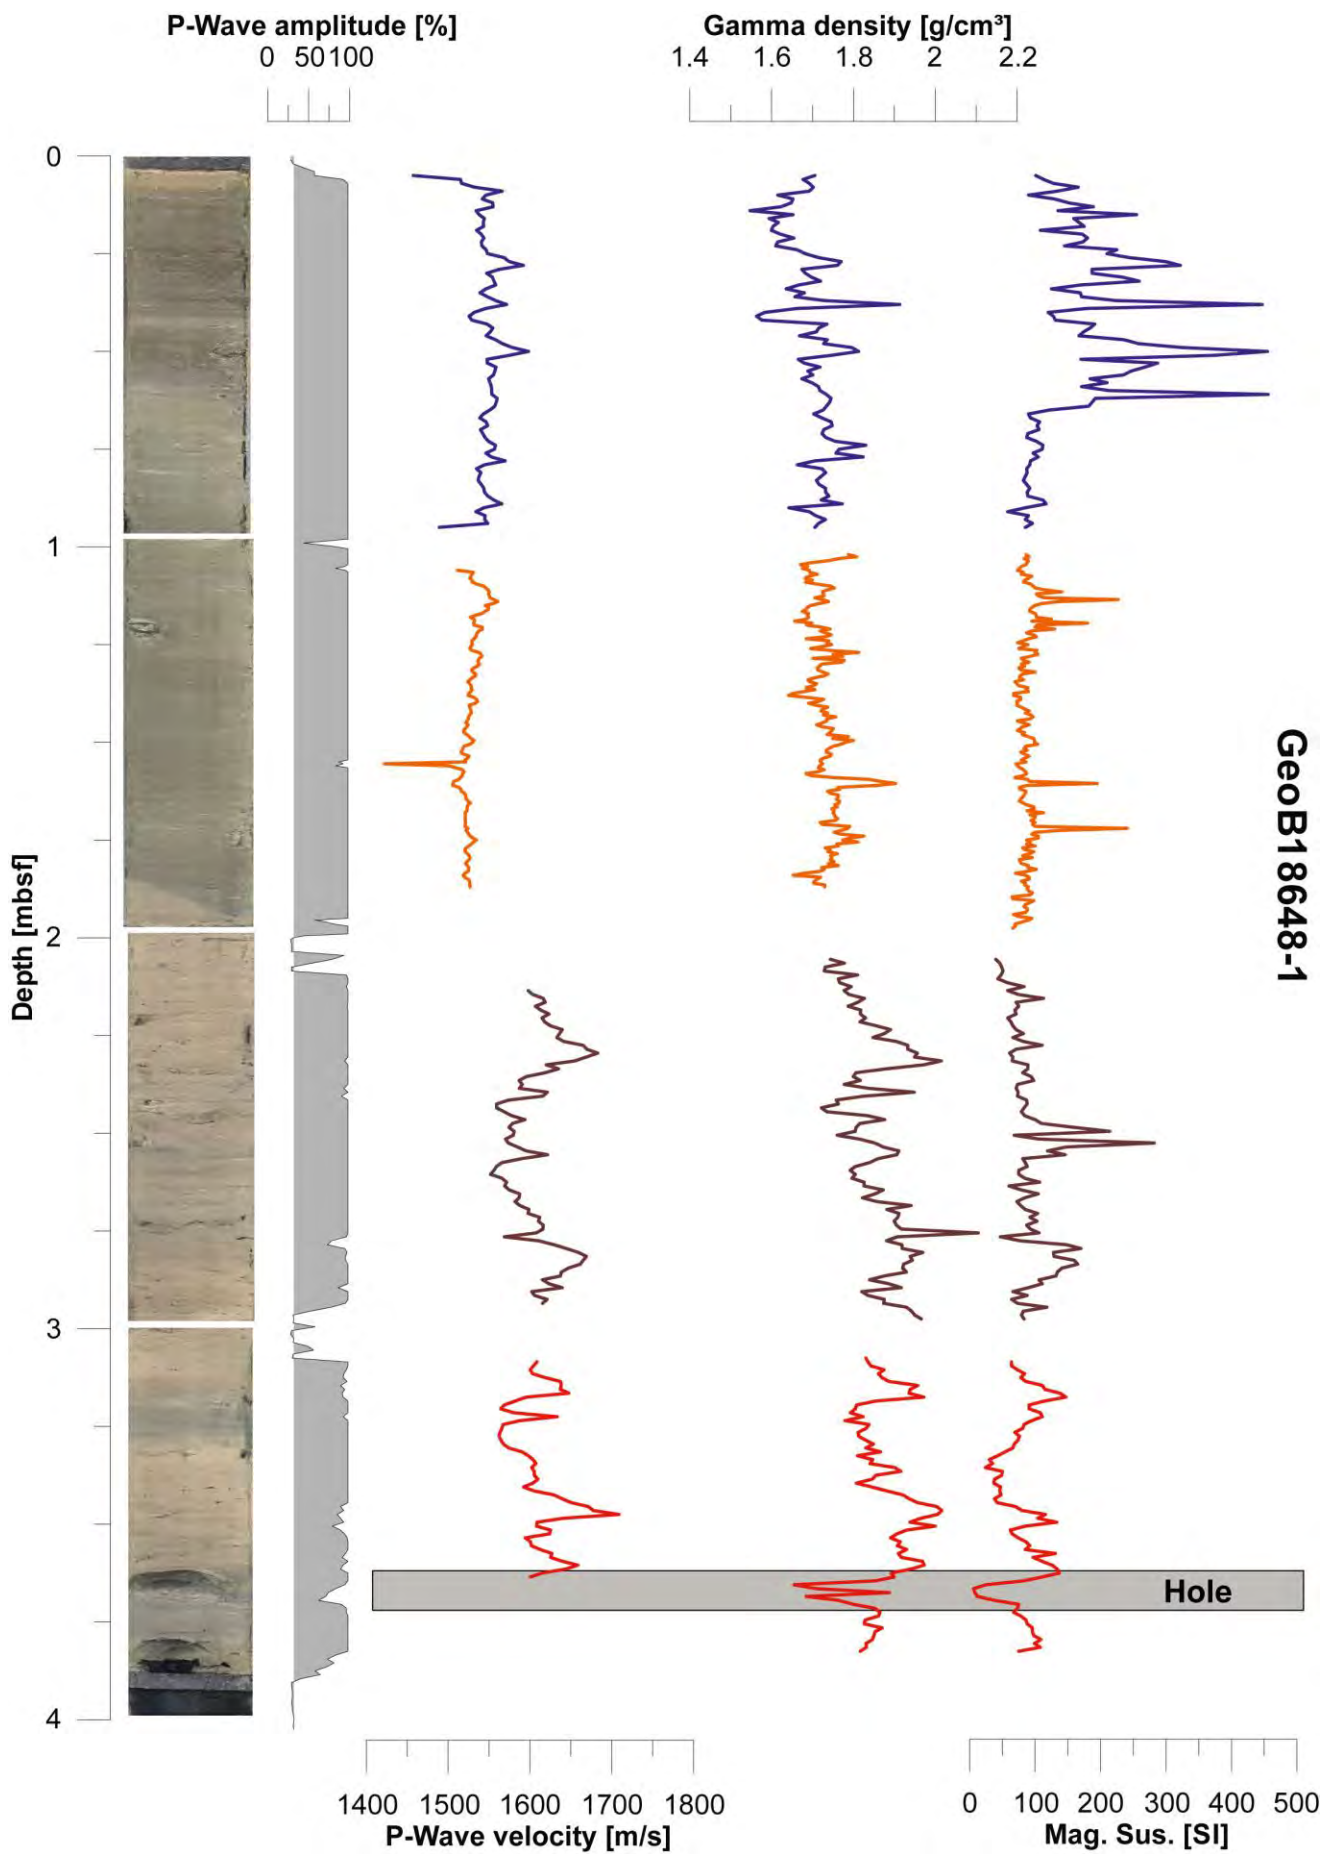 P-Wave amplitude [%]
0 50 100
Gamma density [g/cm³]
1.4 1.6 1.8 2 2.2
0
1
2
3
4
Depth [mbsf]
GeoB18648-1
Hole
1400 1500 1600 1700 1800
P-Wave velocity [m/s]
0 100 200 300 400 500
Mag. Sus. [SI]